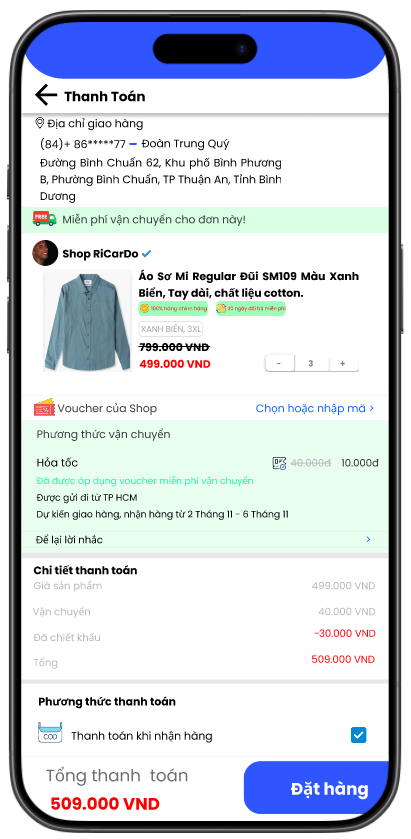 Thanh Toán
Địa chỉ giao hàng
(84)+ 86*****77 – Đoàn Trung Quý
Đường Bình Chuẩn 62, Khu phố Bình Phương
B, Phường Bình Chuẩn, TP Thuận An, Tỉnh Bình
Dương
FREE Miễn phí vận chuyển cho đơn này!
Shop RiCarDo
Áo Sơ Mi Regular Đũi SM109 Màu Xanh
Biển, Tay dài, chất liệu cotton.
100% hàng chính hãng 30 ngày đổi trả miễn phí
XANH BIỂN, 3XL
799.000 VND
499.000 VND - 3 +
Voucher của Shop Chọn hoặc nhập mã >
Phương thức vận chuyển
Hỏa tốc 40.000đ 10.000đ
Đã được áp dụng voucher miễn phí vận chuyển
Được gửi đi từ TP HCM
Dự kiến giao hàng, nhận hàng từ 2 Tháng 11 - 6 Tháng 11
Để lại lời nhắc >
Chi tiết thanh toán
Giá sản phẩm 499.000 VND
Vận chuyển 40.000 VND
Đã chiết khấu -30.000 VND
Tổng 509.000 VND
Phương thức thanh toán
COD Thanh toán khi nhận hàng
Tổng thanh toán
509.000 VND
Đặt hàng